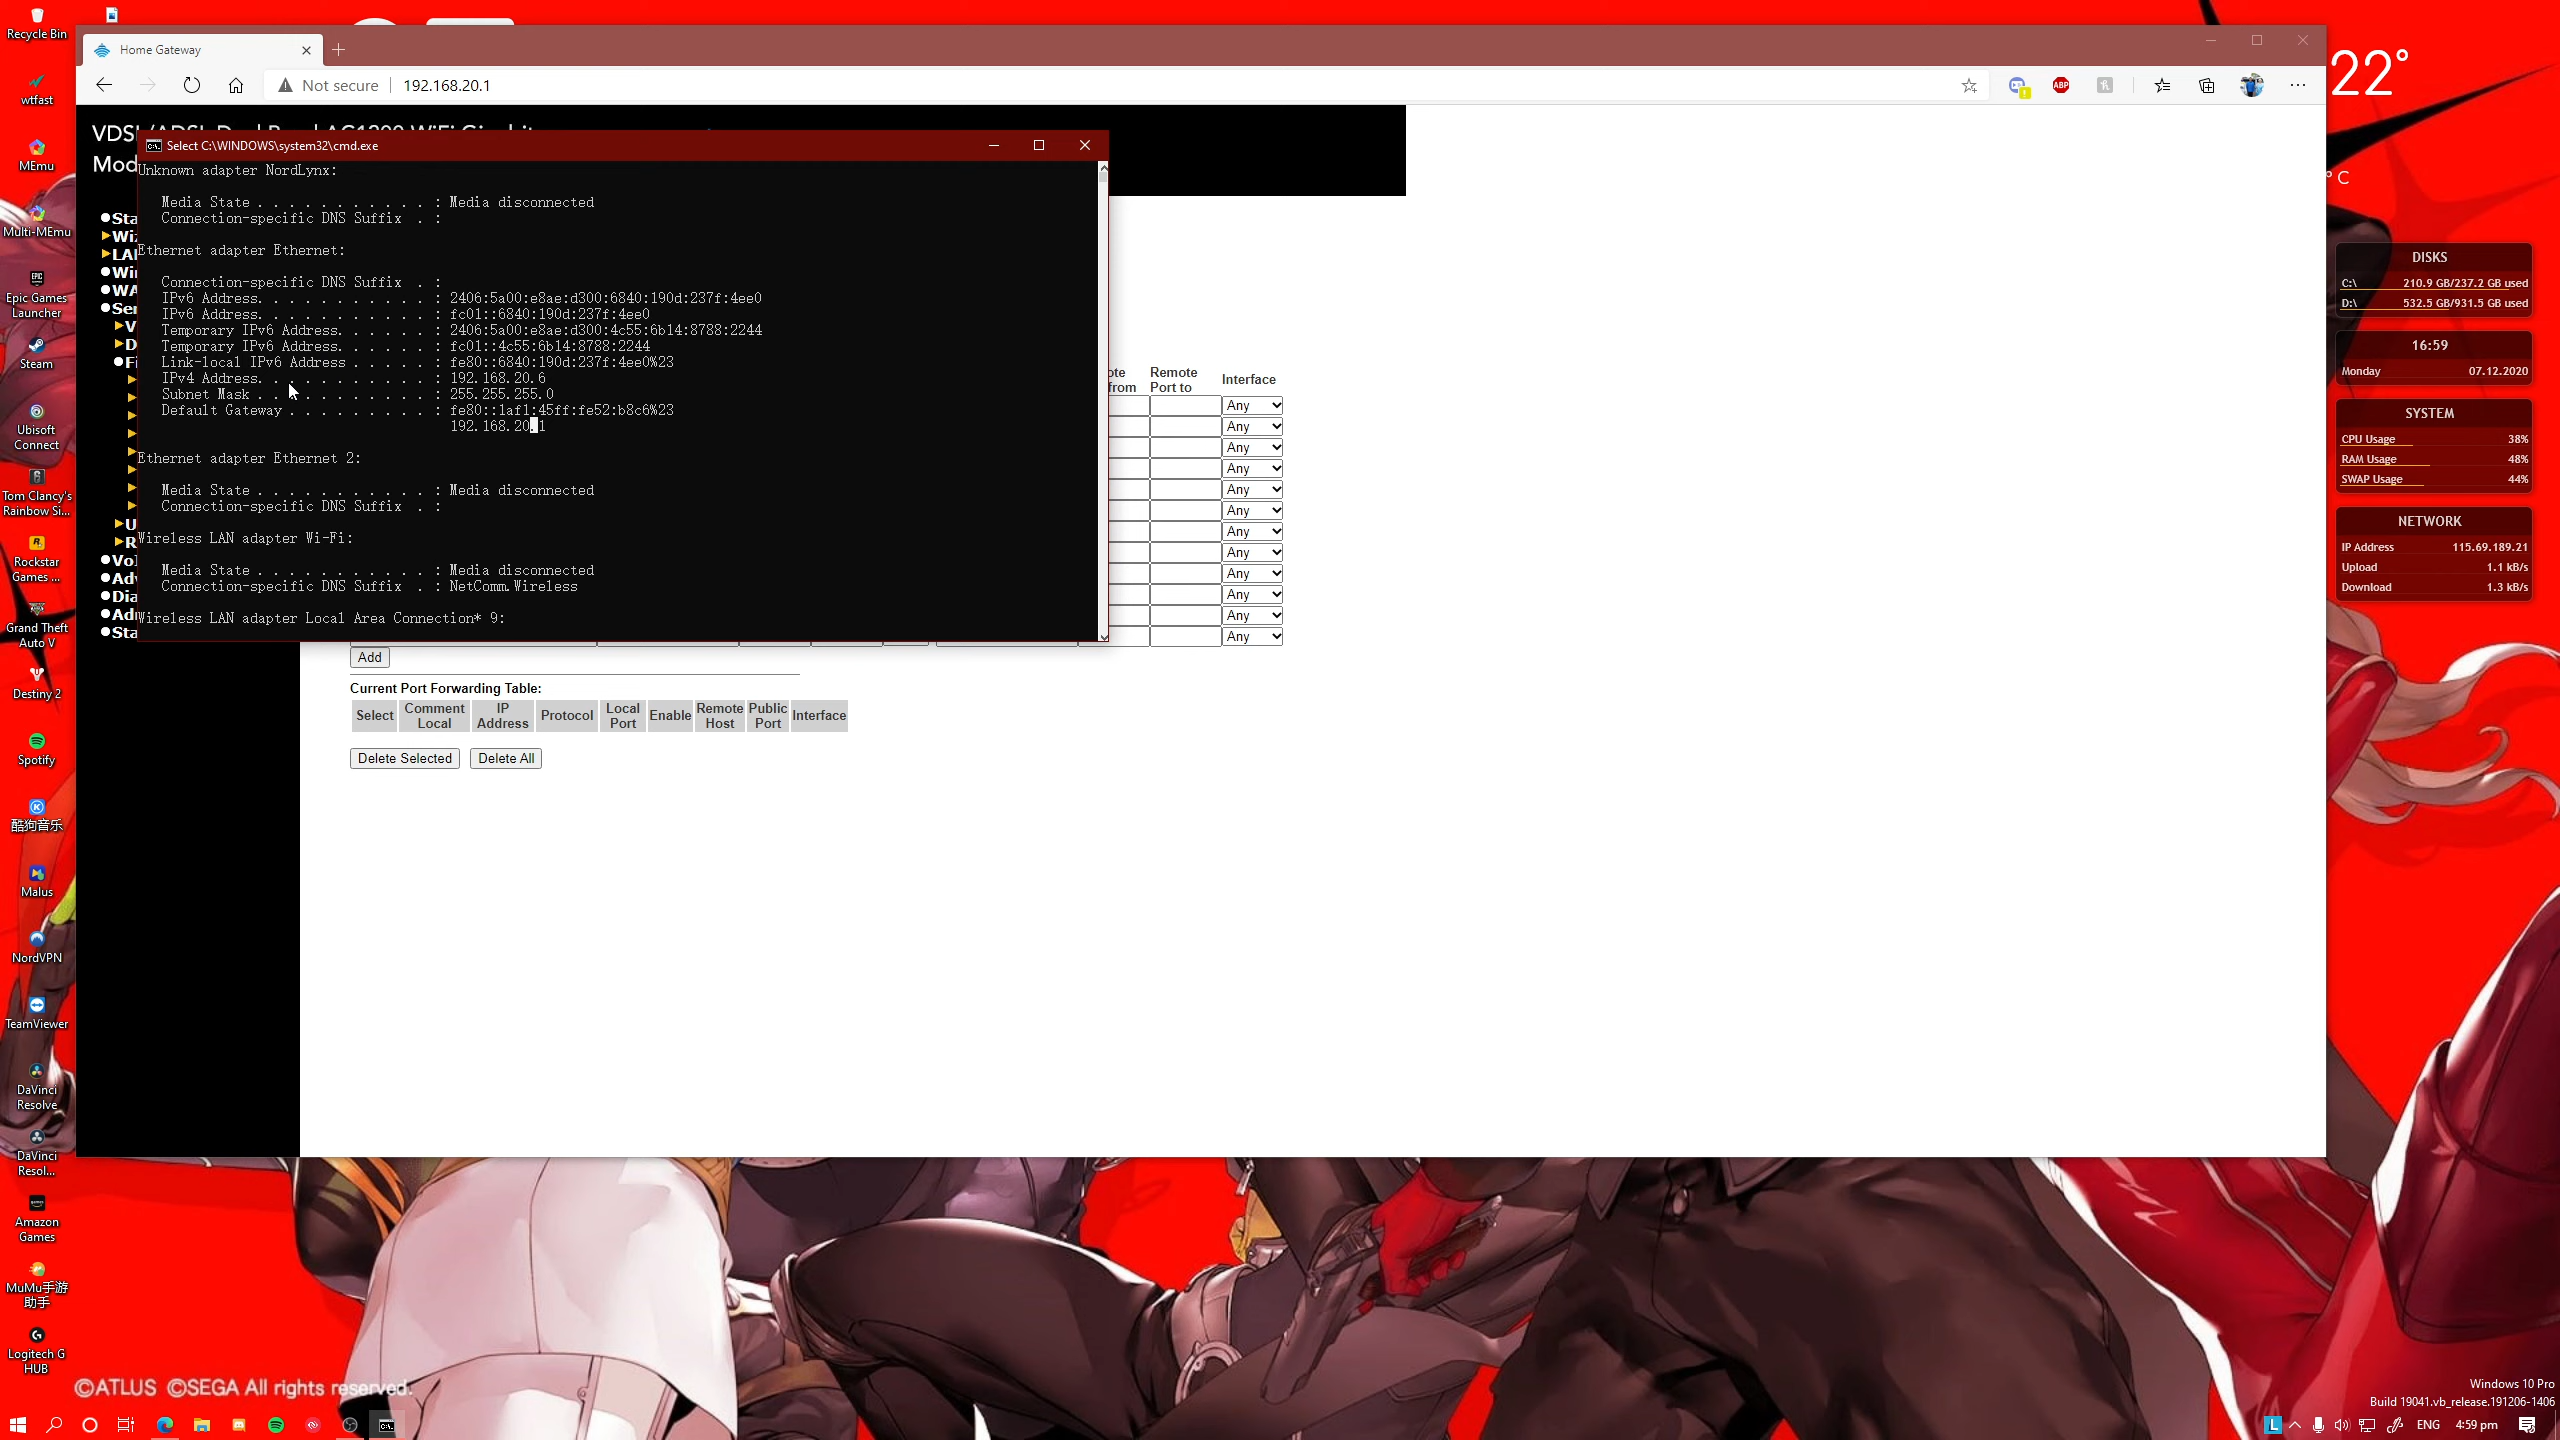 Recycle Bin
wtfast
MEmu
Multi-MEmu
Epic Games
Launcher
Steam
Ubisoft
Connect
Tom Clancy's
Rainbow Si...
Rockstar
Games ...
Grand Theft
Auto V
Destiny 2
Spotify
酷狗音乐
Malus
NordVPN
TeamViewer
DaVinci
Resolve
DaVinci
Resol...
Amazon
Games
MuMu手游
助手
Logitech G
HUB
Home Gateway
Not secure
192.168.20.1
ABP
Select C:\WINDOWS\system32\cmd.exe
Unknown adapter NordLynx:
Media State . . . . . . . . . . . : Media disconnected
Connection-specific DNS Suffix . :
Ethernet adapter Ethernet:
Connection-specific DNS Suffix . :
IPv6 Address. . . . . . . . . . . : 2406:5a00:e8ae:d300:6840:190d:237f:4ee0
IPv6 Address. . . . . . . . . . . : fc01::6840:190d:237f:4ee0
Temporary IPv6 Address. . . . . . : 2406:5a00:e8ae:d300:4c55:6b14:8788:2244
Temporary IPv6 Address. . . . . . : fc01::4c55:6b14:8788:2244
Link-local IPv6 Address . . . . . : fe80::6840:190d:237f:4ee0%23
IPv4 Address. . . . . . . . . . . : 192.168.20.6
Subnet Mask . . . . . . . . . . . : 255.255.255.0
Default Gateway . . . . . . . . . : fe80::1af1:45ff:fe52:b8c6%23
192.168.20.1
Ethernet adapter Ethernet 2:
Media State . . . . . . . . . . . : Media disconnected
Connection-specific DNS Suffix . :
Wireless LAN adapter Wi-Fi:
Media State . . . . . . . . . . . : Media disconnected
Connection-specific DNS Suffix . : NetComm.Wireless
Wireless LAN adapter Local Area Connection* 9:
Remote
Port to
Interface
from
Any
Any
Any
Any
Any
Any
Any
Any
Any
Any
Any
Any
Add
Current Port Forwarding Table:
Select Comment Local IP Address Protocol Local Port Enable Remote Host Public Port Interface
Delete Selected Delete All
22°
° C
DISKS
C:\ 210.9 GB/237.2 GB used
D:\ 532.5 GB/931.5 GB used
16:59
Monday 07.12.2020
SYSTEM
CPU Usage 38%
RAM Usage 48%
SWAP Usage 44%
NETWORK
IP Address 115.69.189.21
Upload 1.1 kB/s
Download 1.3 kB/s
©ATLUS ©SEGA All rights reserved.
Windows 10 Pro
Build 19041.vb_release.191206-1406
ENG
4:59 pm